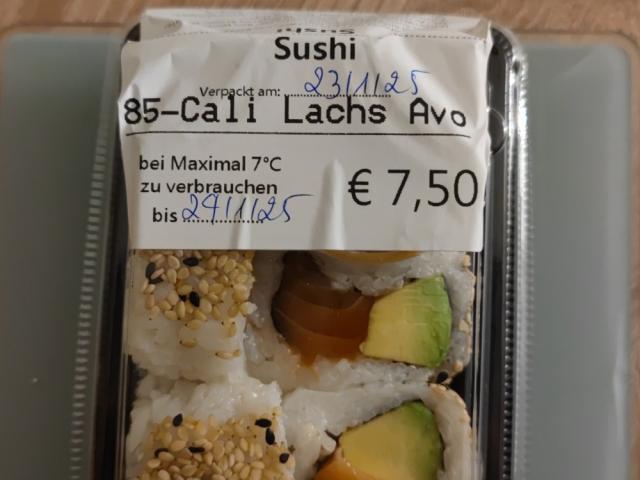 Sushi
Verpackt am: 23/11/25
85-Cali Lachs Avo
bei Maximal 7°C
zu verbrauchen
bis 24/11/25
€ 7,50